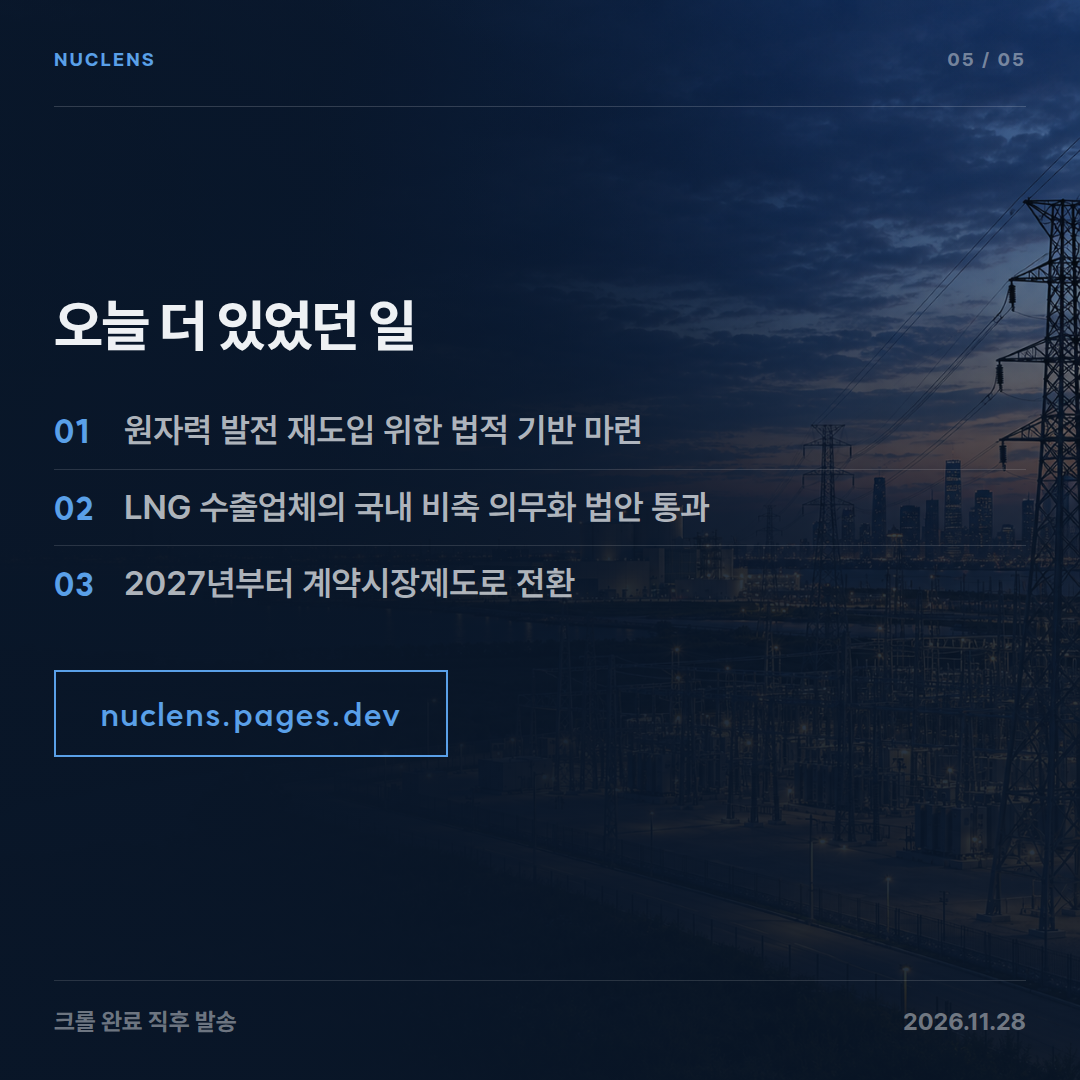 NUCLENS
05 / 05
오늘 더 있었던 일
01 원자력 발전 재도입 위한 법적 기반 마련
02 LNG 수출업체의 국내 비축 의무화 법안 통과
03 2027년부터 계약시장제도로 전환
nuclens.pages.dev
크롤 완료 직후 발송
2026.11.28